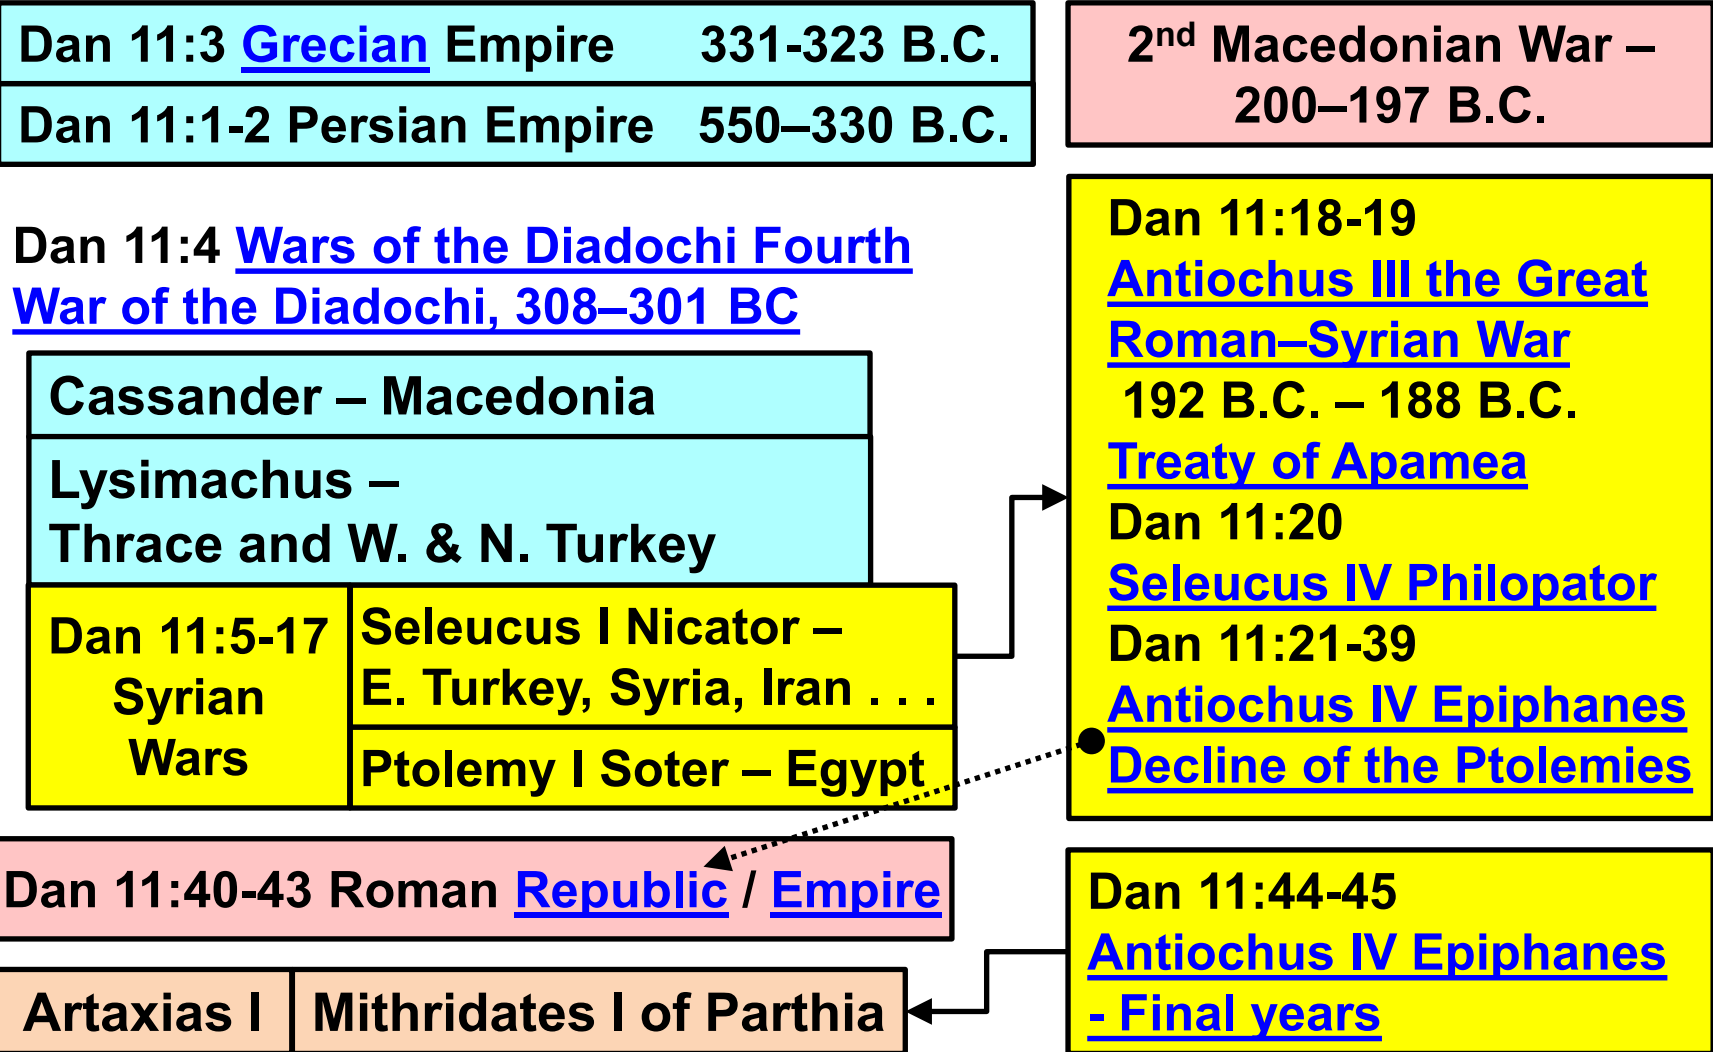 Dan 11:3 Grecian Empire 331-323 B.C.
Dan 11:1-2 Persian Empire 550–330 B.C.
2nd Macedonian War –
200–197 B.C.
Dan 11:4 Wars of the Diadochi Fourth
War of the Diadochi, 308–301 BC
Cassander – Macedonia
Lysimachus –
Thrace and W. & N. Turkey
Dan 11:5-17
Syrian
Wars
Seleucus I Nicator –
E. Turkey, Syria, Iran . . .
Ptolemy I Soter – Egypt
Dan 11:18-19
Antiochus III the Great
Roman–Syrian War
192 B.C. – 188 B.C.
Treaty of Apamea
Dan 11:20
Seleucus IV Philopator
Dan 11:21-39
Antiochus IV Epiphanes
Decline of the Ptolemies
Dan 11:40-43 Roman Republic / Empire
Dan 11:44-45
Antiochus IV Epiphanes
- Final years
Artaxias I
Mithridates I of Parthia